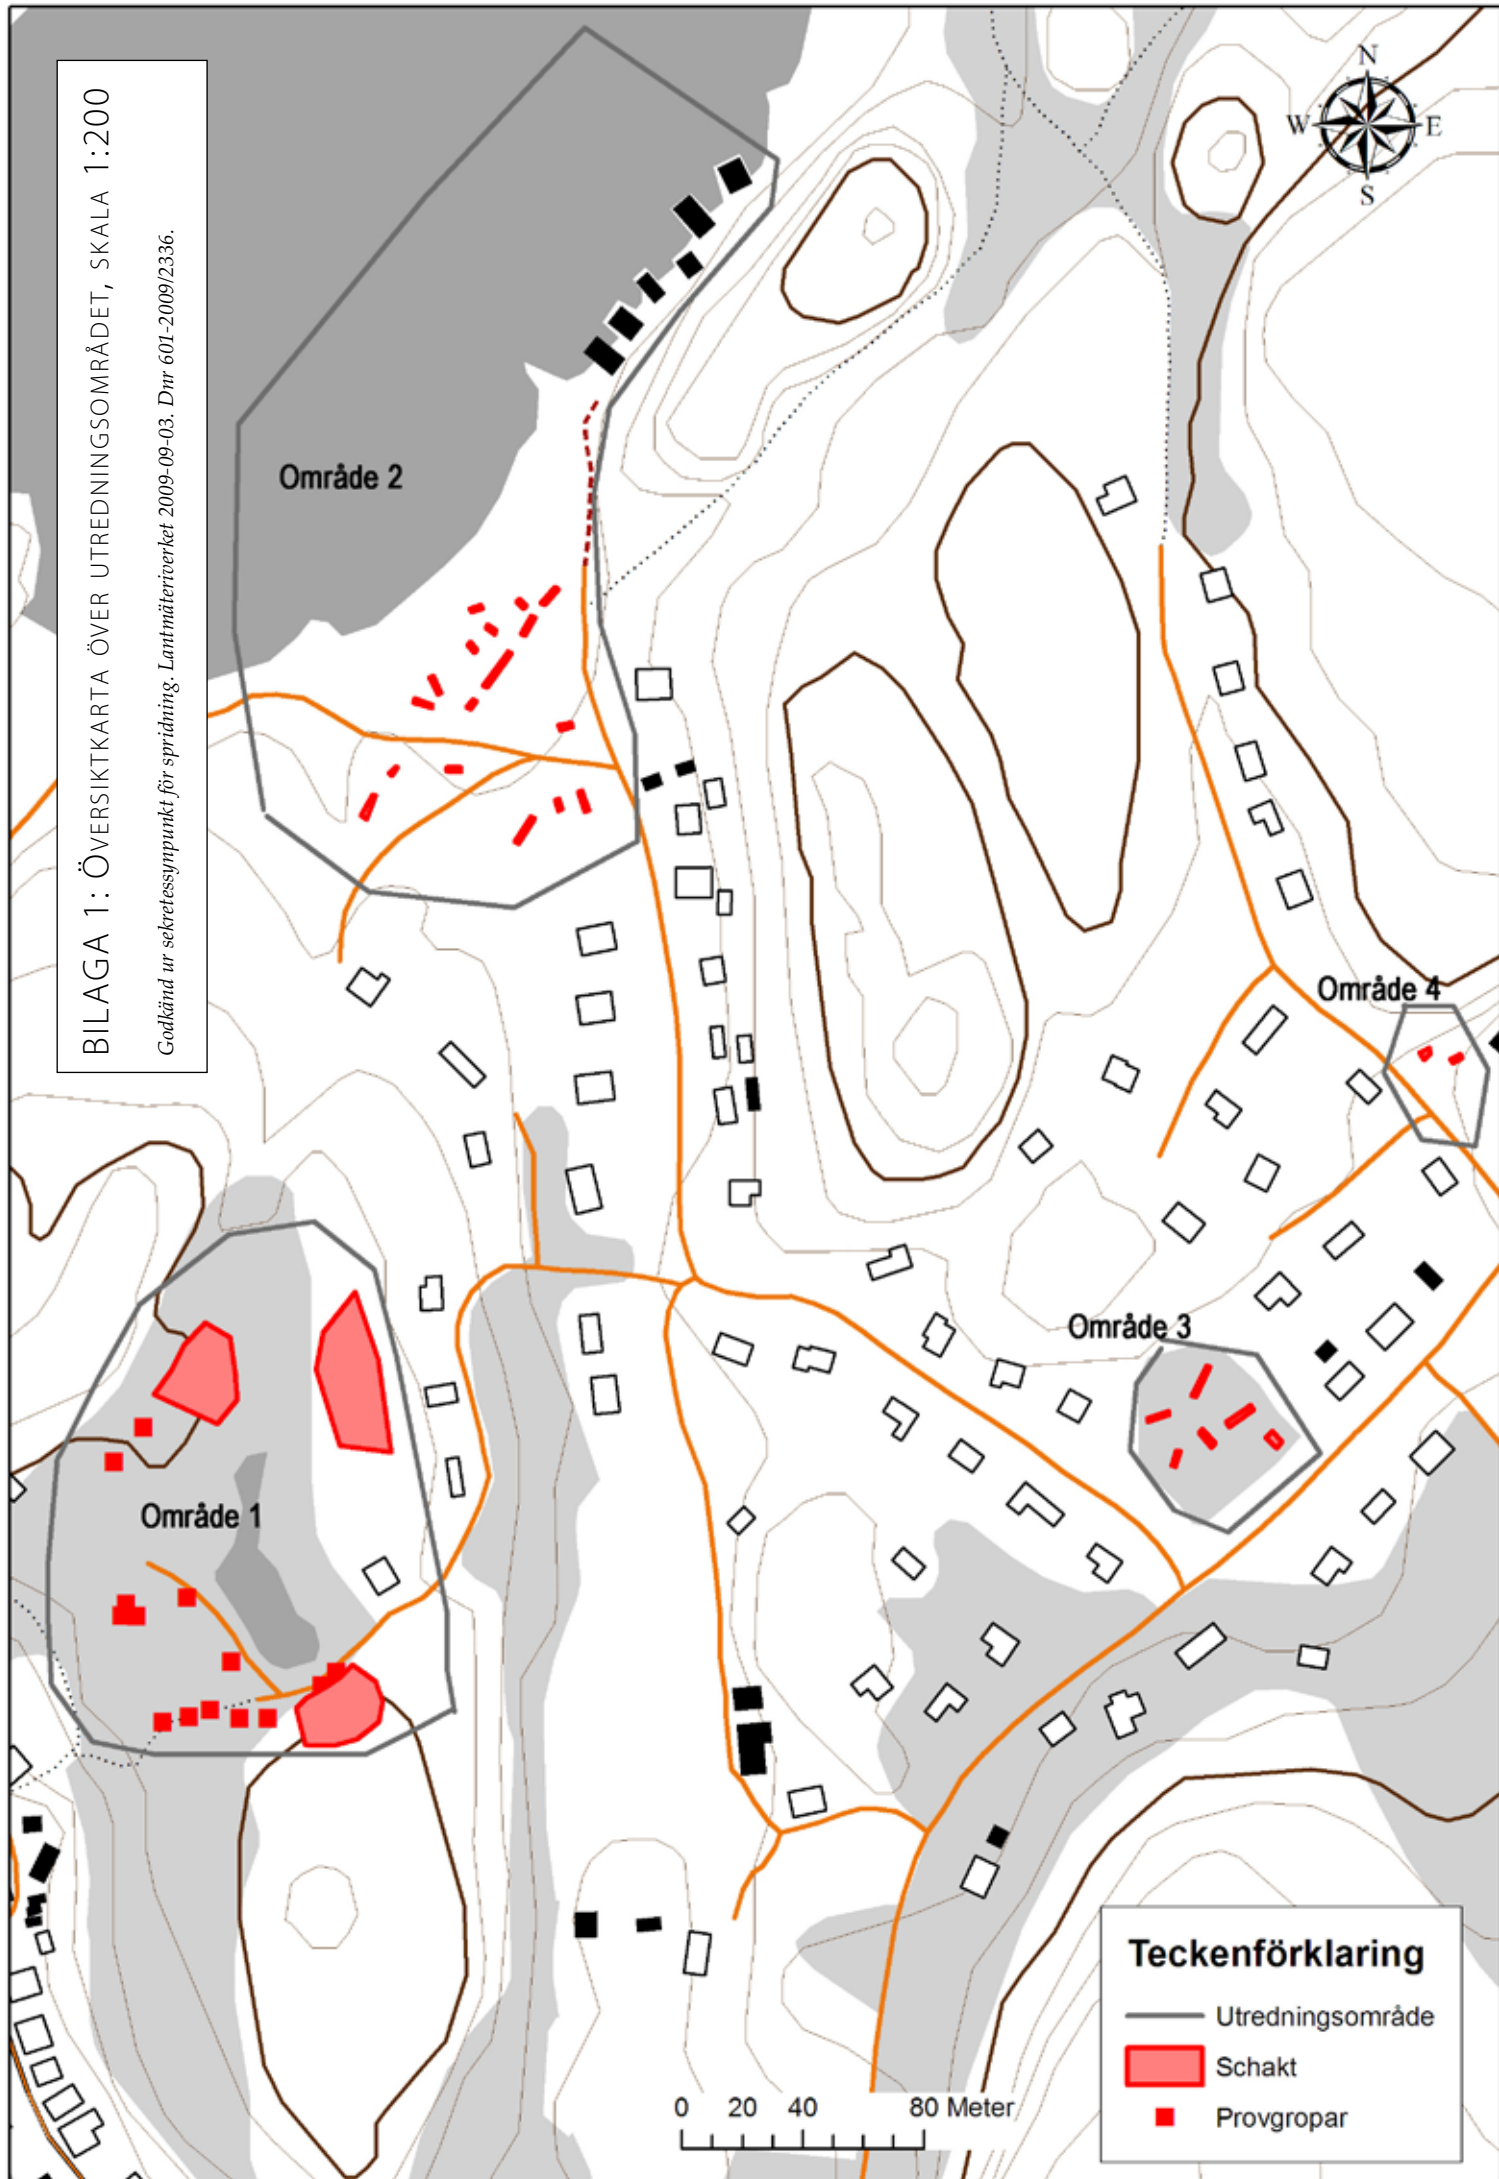 BILAGA 1: ÖVERSIKTKARTA ÖVER UTREDNINGSOMRÅDET, SKALA 1:200
Godkänd ur sekretessynpunkt för spridning. Lantmäteriverket 2009-09-03. Dnr 601-2009/2336.
N
W E
S
Område 2
Område 4
Område 3
Område 1
Teckenförklaring
Utredningsområde
Schakt
Provgropar
0 20 40 80 Meter